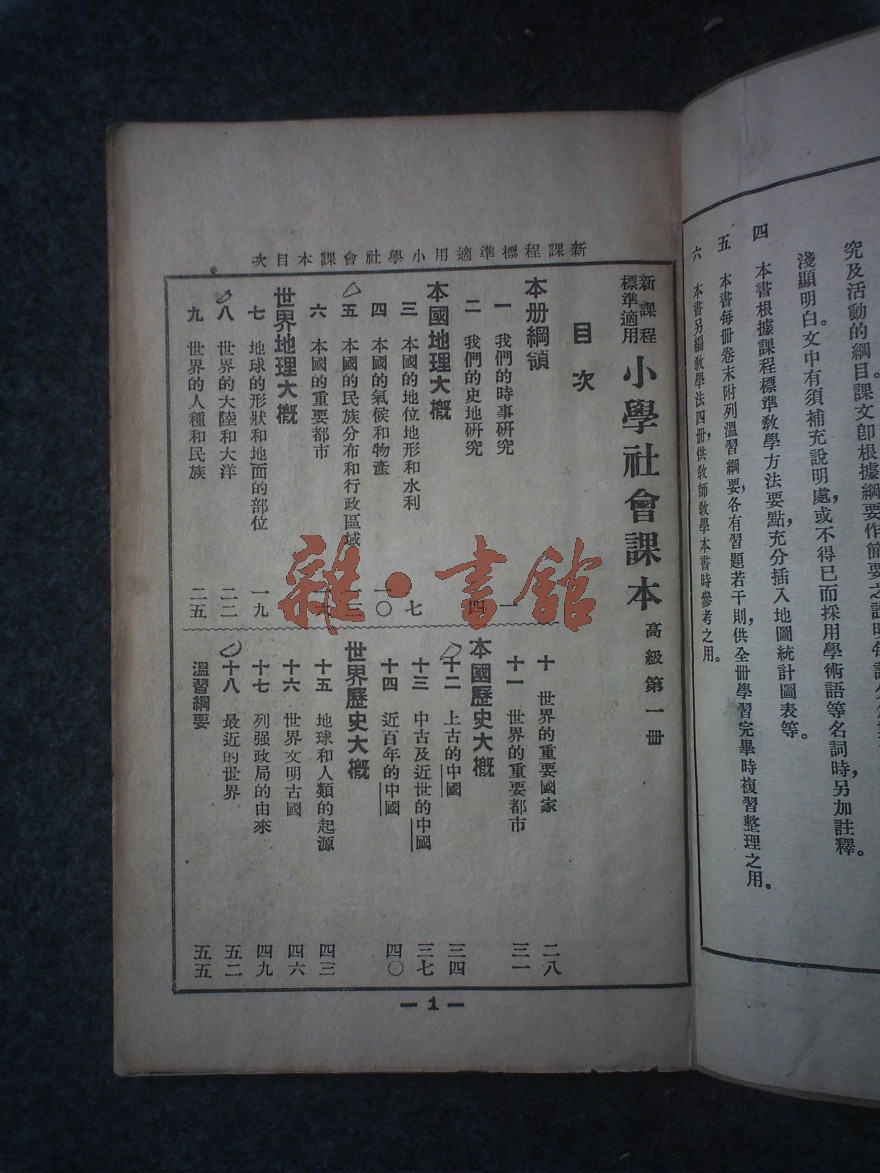 究及活動的綱目課文卽根據綱要作簡要之說明每課
淺顯明白。文中有須補充說明處，或不得已而採用學術語等名詞時，另加註釋。
四 本書根據課程標準教學方法要點，充分插入地圖統計圖表等。
五 本書每冊卷末附列溫習綱要，各有習題若干則，供全冊學習完畢時複習整理之用。
六 本書另編教學法四冊，供教師教學本書時參考之用。
新課程標準適用小學社會課本目次
新課程標準適用 小學社會課本 高級第一冊
目次
本册綱領
一 我們的時事研究 一
二 我們的史地研究 四
本國地理大概
三 本國的地位地形和水利 七
四 本國的氣候和物產 一〇
五 本國的民族分布和行政區域
六 本國的重要都市
世界地理大概
七 地球的形狀和地面的部位 一九
八 世界的大陸和大洋 二二
九 世界的人種和民族 二五
十 世界的重要國家 二八
十一 世界的重要都市 三一
本國歷史大概
十二 上古的中國 三四
十三 中古及近世的中國 三七
十四 近百年的中國 四〇
世界歷史大概
十五 地球和人類的起源 四三
十六 世界文明古國 四六
十七 列強政局的由來 四九
十八 最近的世界 五二
溫習綱要 五五
— 1 —
雜·書館